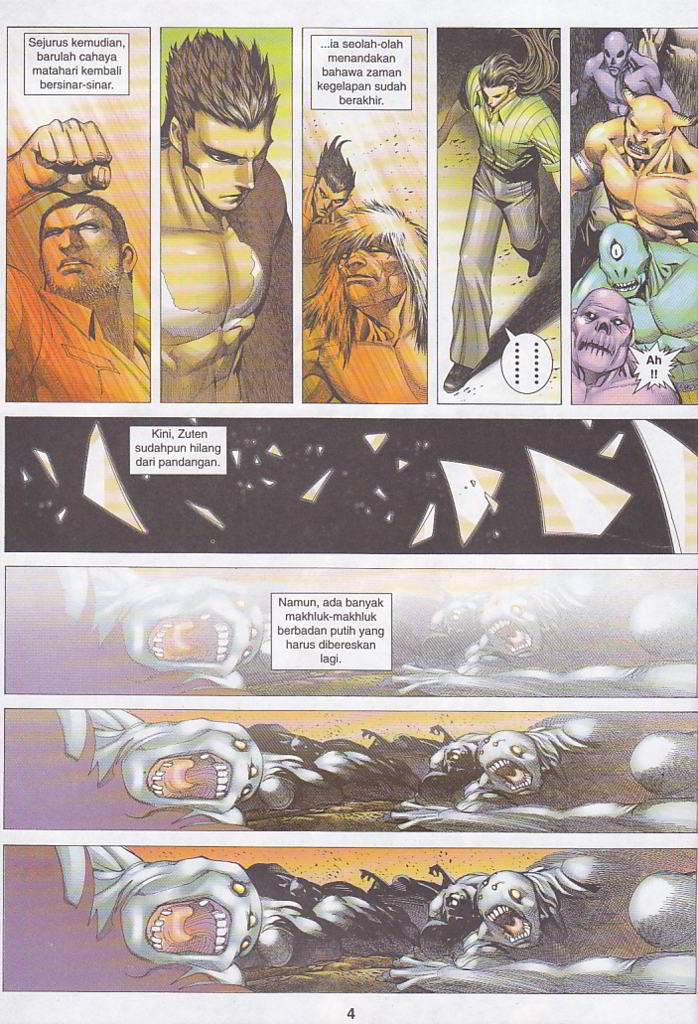 Sejurus kemudian,
barulah cahaya
matahari kembali
bersinar-sinar.
...ia seolah-olah
menandakan
bahawa zaman
kegelapan sudah
berakhir.
Ah
!!
Kini, Zuten
sudahpun hilang
dari pandangan.
Namun, ada banyak
makhluk-makhluk
berbadan putih yang
harus dibereskan
lagi.
4